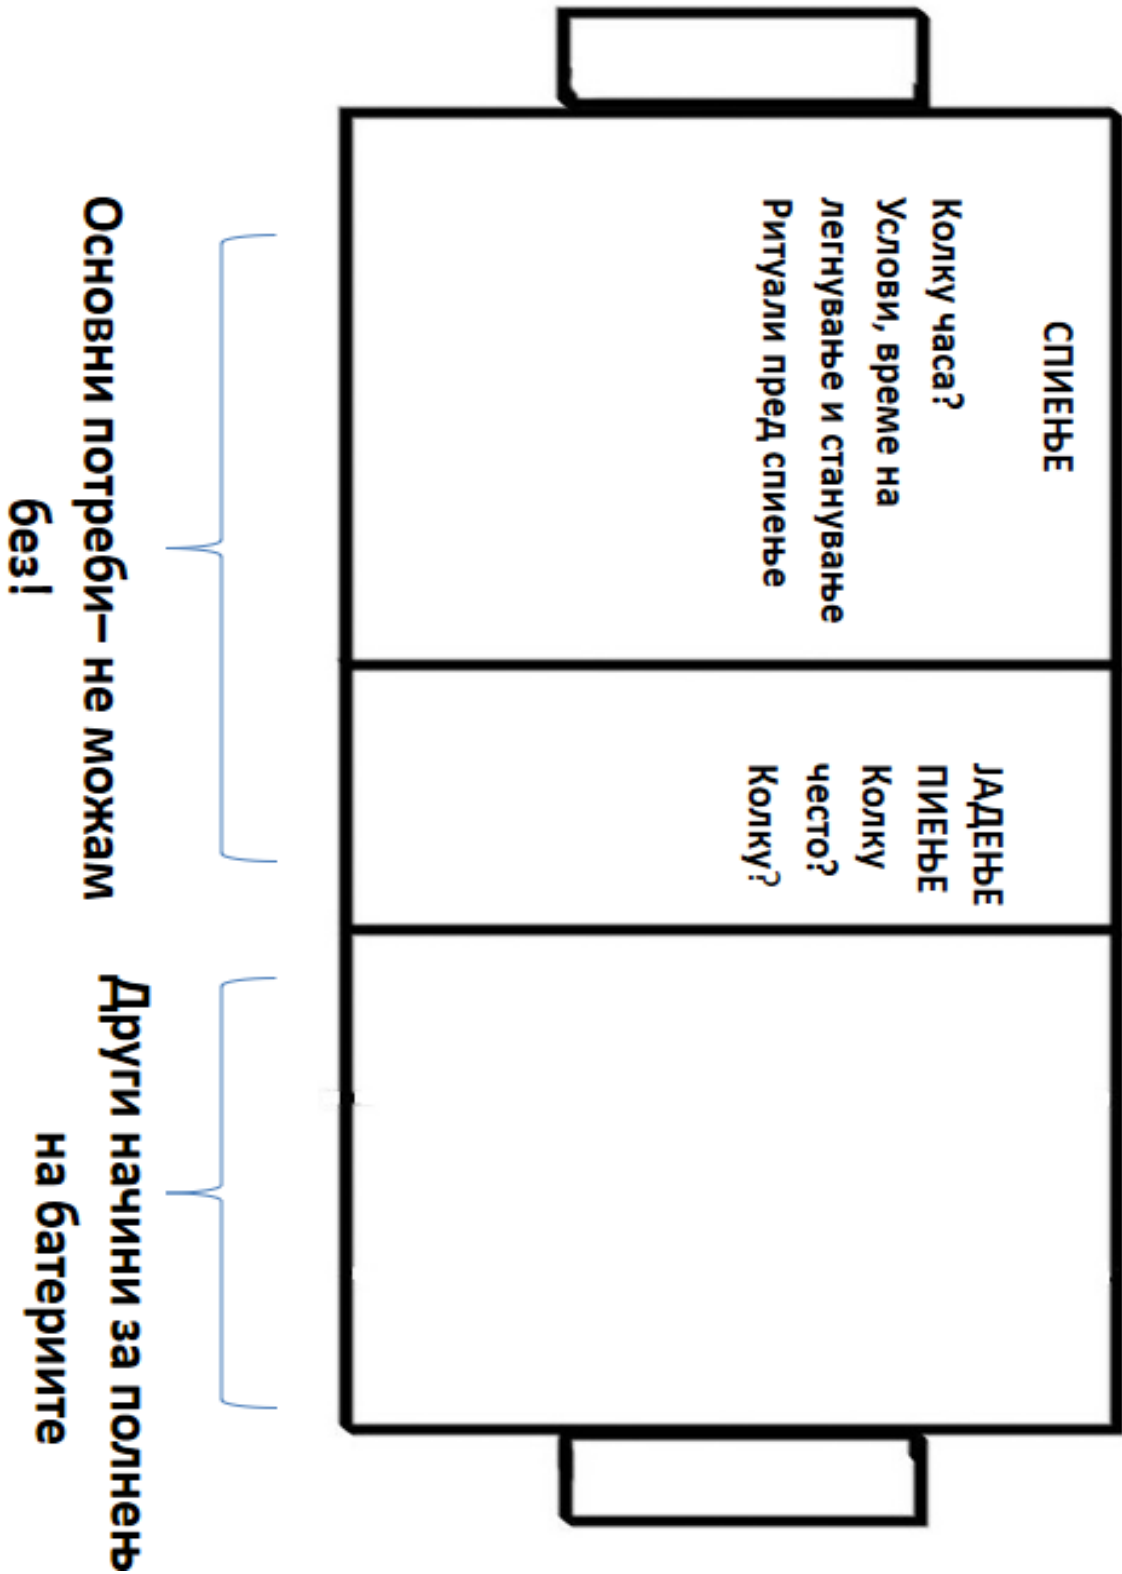 СПИЕЊЕ
Колку часа?
Услови, време на
легнување и станување
Ритуали пред спиење
ЈАДЕЊЕ
ПИЕЊЕ
Колку
често?
Колку?
Основни потреби– не можам
без!
Други начини за полнењ
на батериите